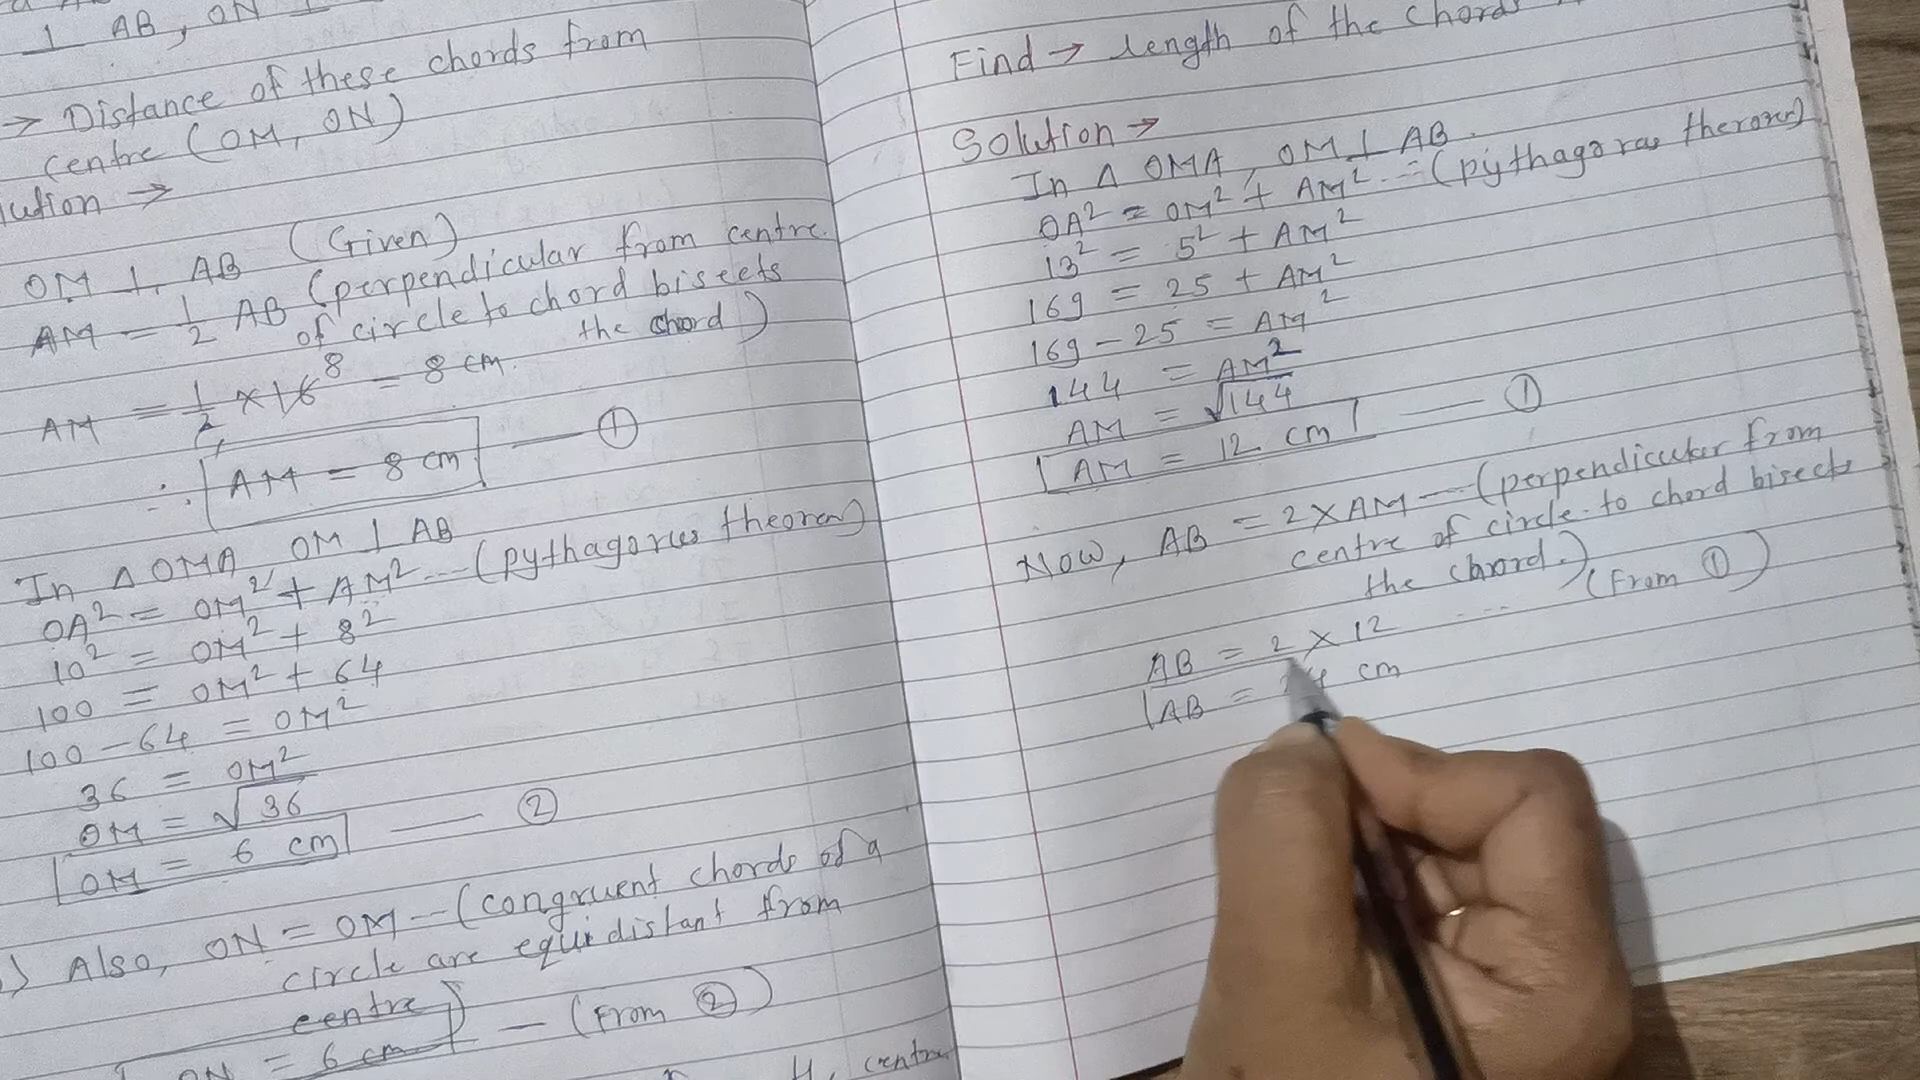 1 AB, ON
→ Distance of these chords from
centre (OM, ON)
lution →
OM ⊥ AB (Given)
AM = 1/2 AB (perpendicular from centre
of circle to chord bisects
the chord)
AM = 1/2 × 16 8 = 8 cm.
∴ AM = 8 cm — ①
In △ OMA OM ⊥ AB
OA² = OM² + AM² --- (pythagorus theorem)
10² = OM² + 8²
100 = OM² + 64
100 - 64 = OM²
36 = OM²
OM = √36
OM = 6 cm — ②
) Also, ON = OM — (congruent chords of a
circle are equidistant from
centre)
ON = 6 cm — (From ②)
centre
Find → length of the chord
Solution →
In △ OMA, OM ⊥ AB.
OA² = OM² + AM² --- (pythagoras therorem)
13² = 5² + AM²
169 = 25 + AM²
169 - 25 = AM²
144 = AM²
AM = √144
AM = 12 cm — ①
Now, AB = 2×AM — (perpendicular from
centre of circle to chord bisects
the chord.)
AB = 2 × 12 .... (From ①)
AB = cm